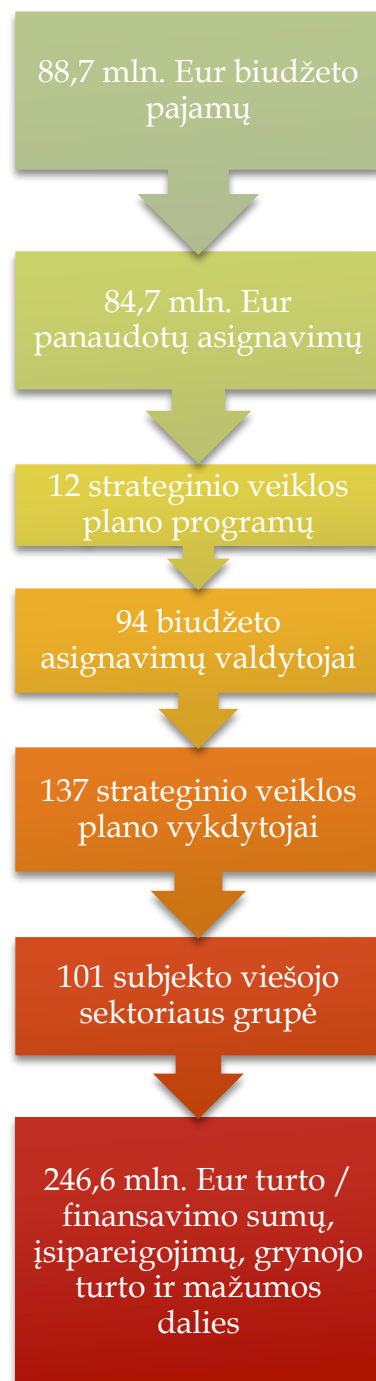 88,7 mln. Eur biudžeto
pajamų
84,7 mln. Eur
panaudotų asignavimų
12 strateginio veiklos
plano programų
94 biudžeto
asignavimų valdytojai
137 strateginio veiklos
plano vykdytojai
101 subjekto viešojo
sektoriaus grupė
246,6 mln. Eur turto /
finansavimo sumų,
įsipareigojimų, grynojo
turto ir mažumos
dalies